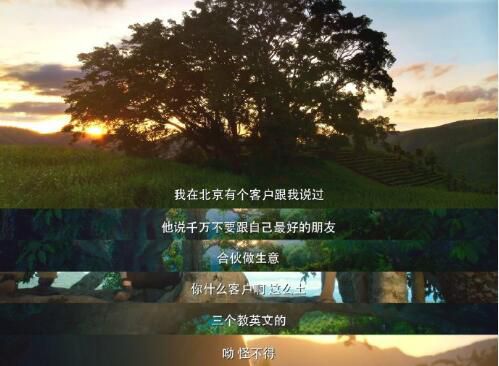 我在北京有个客户跟我说过
他说千万不要跟自己最好的朋友
合伙做生意
你什么客户啊 这么土
三个教英文的
呦 怪不得